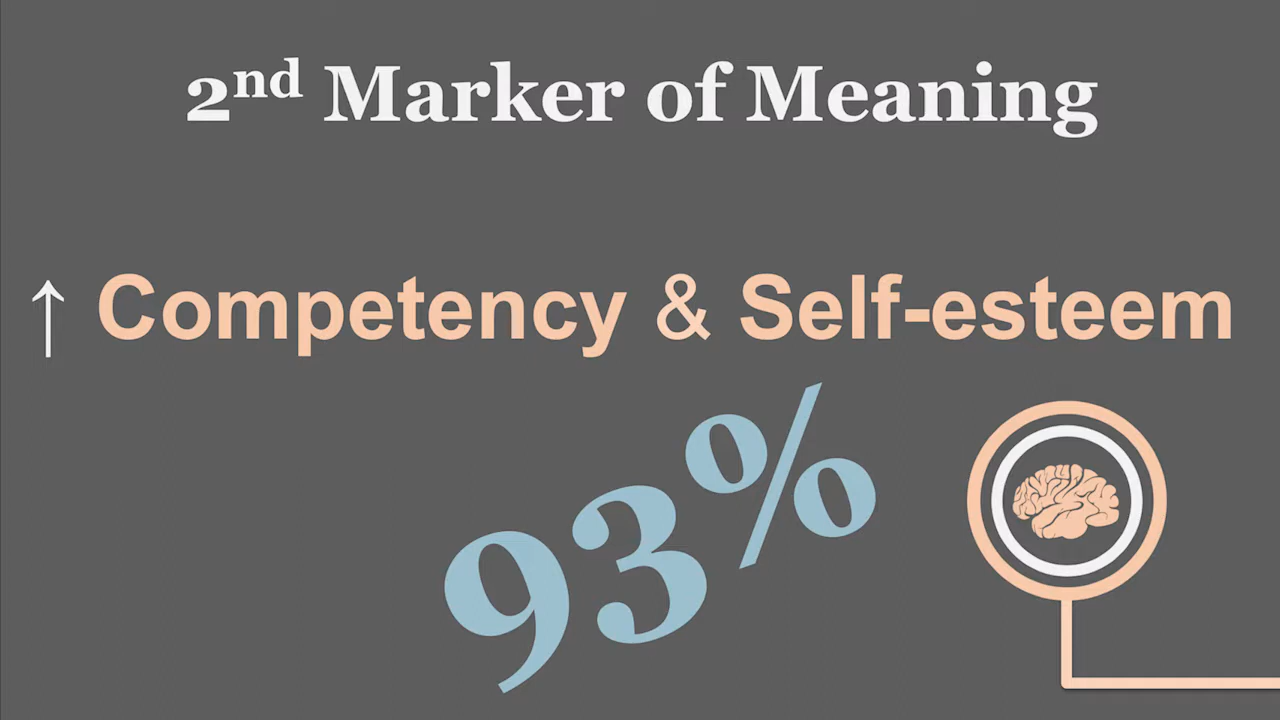 2nd Marker of Meaning
↑ Competency & Self-esteem
93%